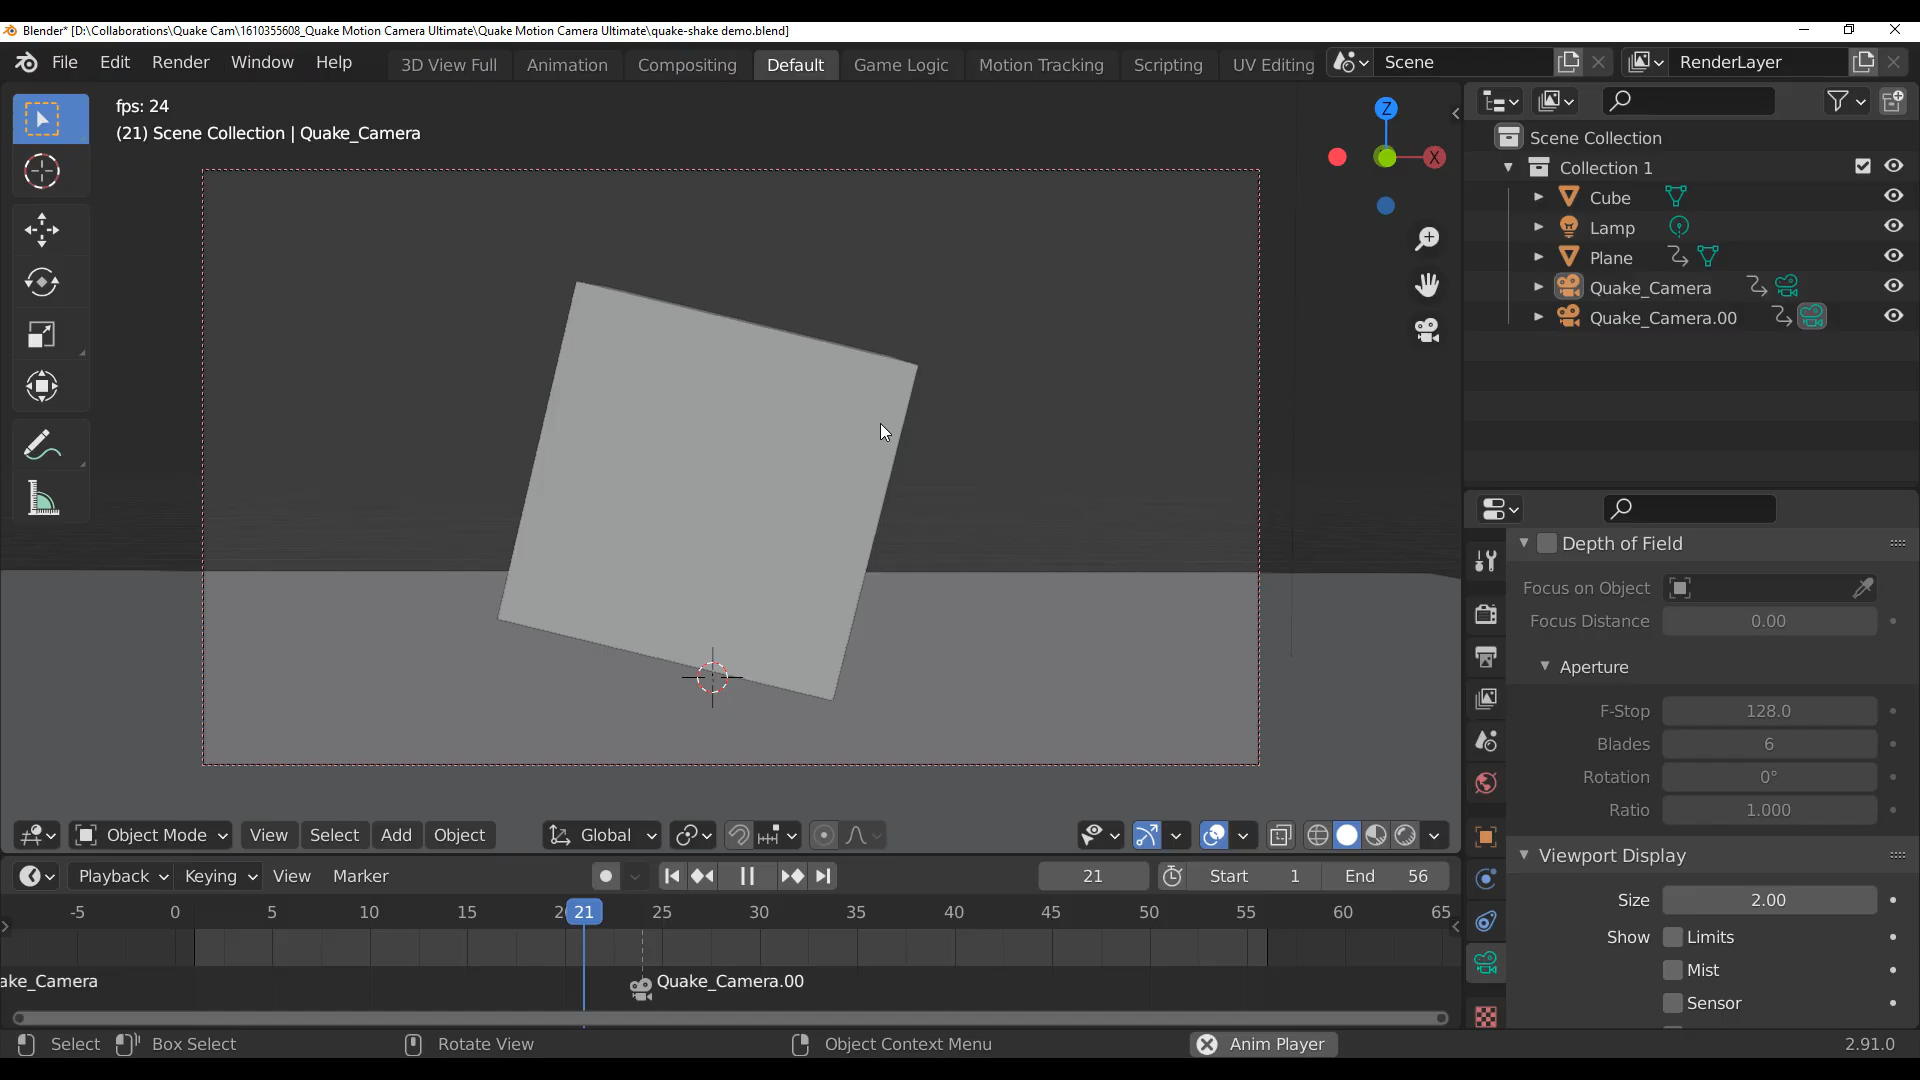 Blender* [D:\Collaborations\Quake Cam\1610355608_Quake Motion Camera Ultimate\Quake Motion Camera Ultimate\quake-shake demo.blend]
File Edit Render Window Help
3D View Full Animation Compositing Default Game Logic Motion Tracking Scripting UV Editing
Scene
RenderLayer
fps: 24
(21) Scene Collection | Quake_Camera
Z
X
Scene Collection
Collection 1
Cube
Lamp
Plane
Quake_Camera
Quake_Camera.00
Depth of Field
Focus on Object
Focus Distance 0.00
Aperture
F-Stop 128.0
Blades 6
Rotation 0°
Ratio 1.000
Viewport Display
Size 2.00
Show Limits
Mist
Sensor
Object Mode View Select Add Object Global
Playback Keying View Marker 21 Start 1 End 56
-5 0 5 10 15 2 21 25 30 35 40 45 50 55 60 65
ake_Camera Quake_Camera.00
Select Box Select Rotate View Object Context Menu Anim Player 2.91.0